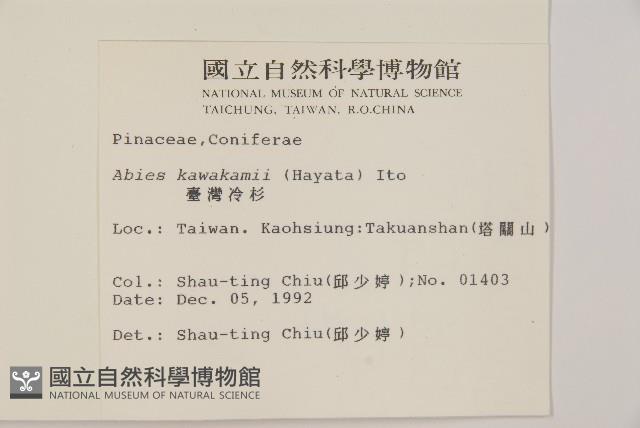 國立自然科學博物館
NATIONAL MUSEUM OF NATURAL SCIENCE
TAICHUNG, TAIWAN, R.O.CHINA
Pinaceae,Coniferae
Abies kawakamii (Hayata) Ito
臺灣冷杉
Loc.: Taiwan. Kaohsiung:Takuanshan(塔關山)
Col.: Shau-ting Chiu(邱少婷);No. 01403
Date: Dec. 05, 1992
Det.: Shau-ting Chiu(邱少婷)
國立自然科學博物館
NATIONAL MUSEUM OF NATURAL SCIENCE